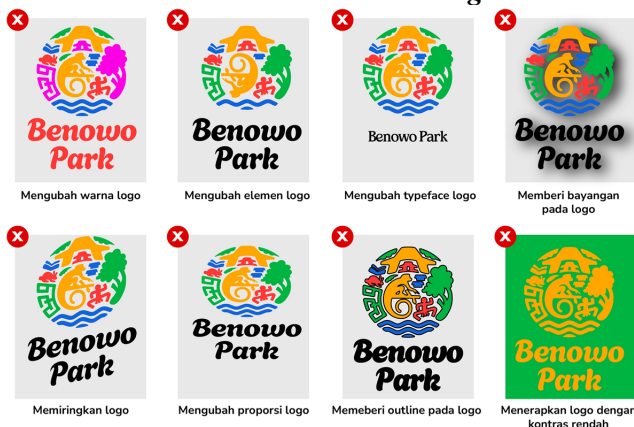 X
X
X
X
Benowo
Park
Benowo
Park
Benowo Park
Benowo
Park
Mengubah warna logo
Mengubah elemen logo
Mengubah typeface logo
Memberi bayangan
pada logo
X
X
X
X
Benowo
Park
Benowo
Park
Benowo
Park
Benowo
Park
Memiringkan logo
Mengubah proporsi logo
Memeberi outline pada logo
Menerapkan logo dengan
kontras rendah